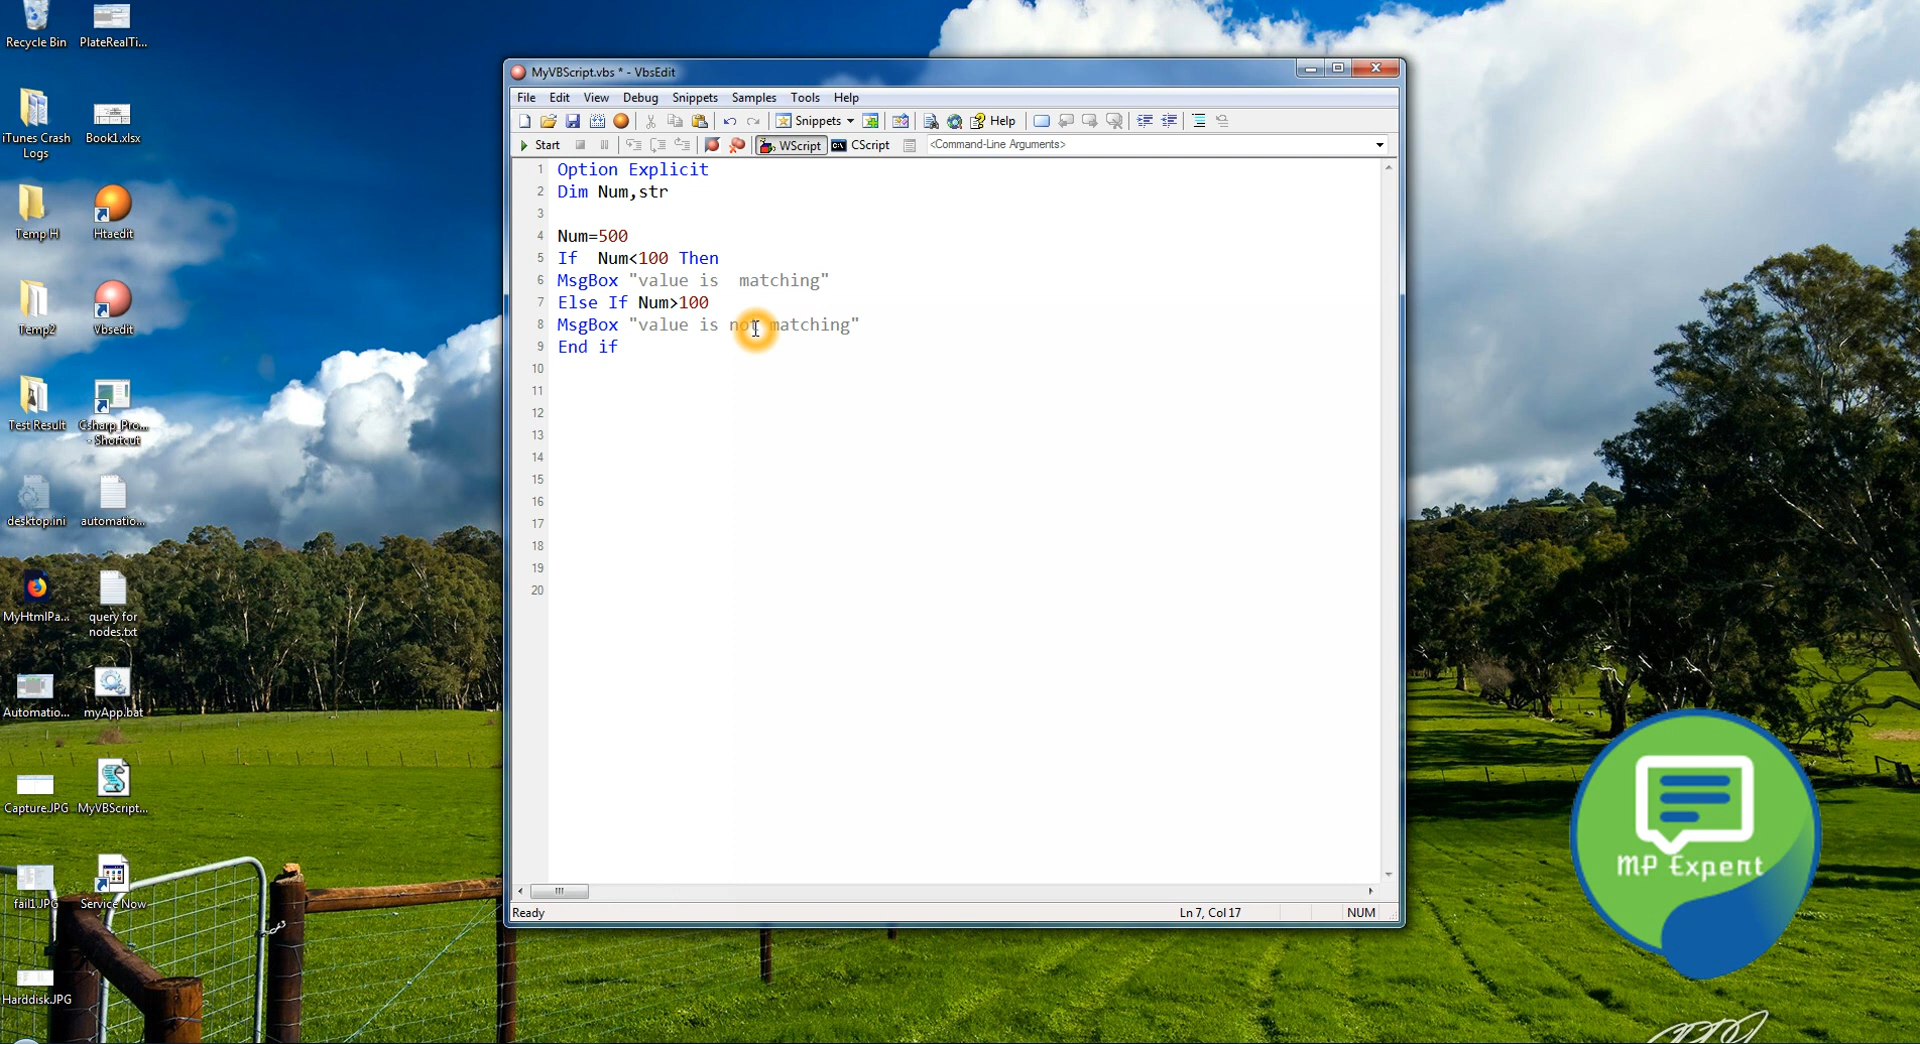 Recycle Bin
PlateRealTi...
iTunes Crash
Logs
Book1.xlsx
Temp H
Htaedit
Temp2
Vbsedit
Test Result
Csharp_Pro...
- Shortcut
desktop.ini
automatio...
MyHtmlPa...
query for
nodes.txt
Automatio...
myApp.bat
Capture.JPG
MyVBScript...
fail1.JPG
Service Now
Harddisk.JPG
MyVBScript.vbs * - VbsEdit
File Edit View Debug Snippets Samples Tools Help
Snippets Help
Start WScript CScript <Command-Line Arguments>
1 Option Explicit
2 Dim Num,str
3
4 Num=500
5 If  Num<100 Then
6 MsgBox "value is  matching"
7 Else If Num>100
8 MsgBox "value is not matching"
9 End if
10
11
12
13
14
15
16
17
18
19
20
Ready Ln 7, Col 17 NUM
MP Expert